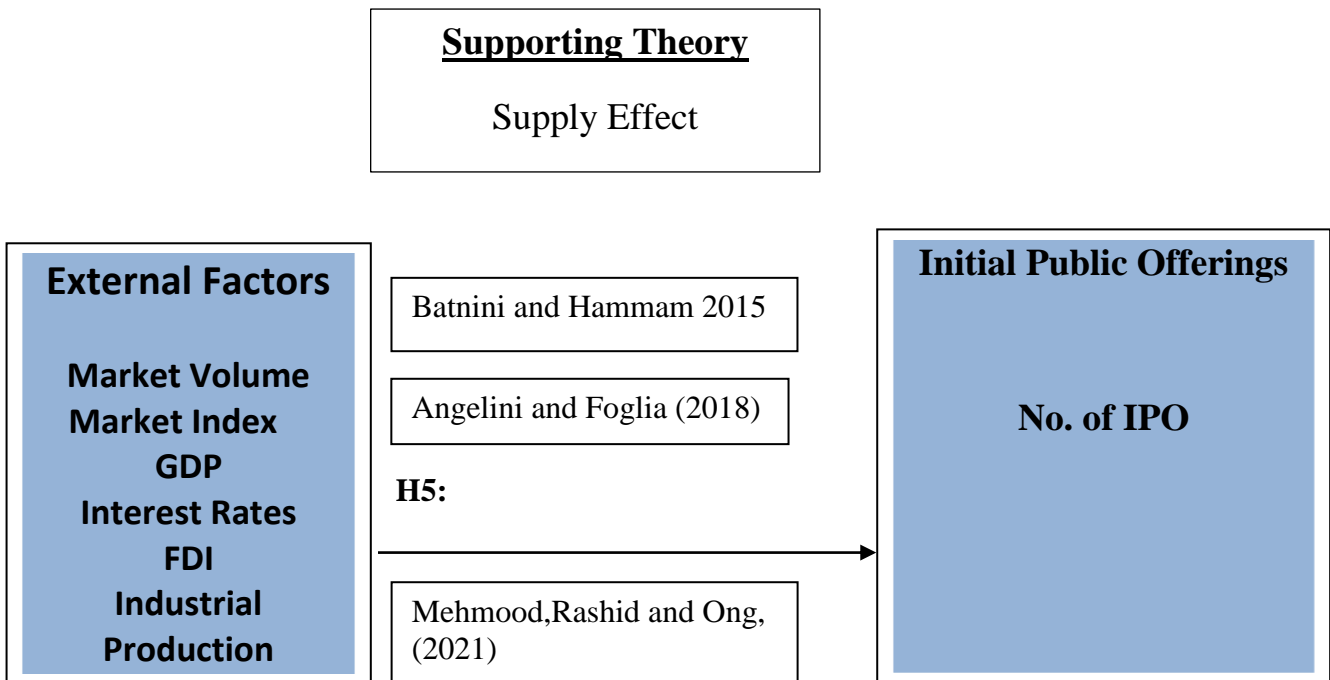 Supporting Theory
Supply Effect
External Factors
Market Volume
Market Index
GDP
Interest Rates
FDI
Industrial
Production
Batnini and Hammam 2015
Angelini and Foglia (2018)
H5:
Mehmood,Rashid and Ong,
(2021)
Initial Public Offerings
No. of IPO